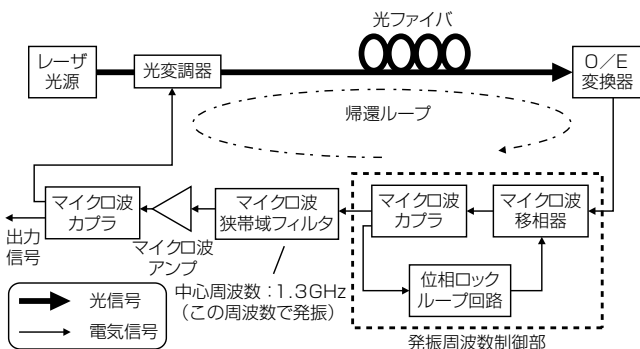 レーザ
光源
光変調器
光ファイバ
O／E
変換器
帰還ループ
マイクロ波
カプラ
出力
信号
マイクロ波
アンプ
マイクロ波
狭帯域フィルタ
マイクロ波
カプラ
マイクロ波
移相器
位相ロック
ループ回路
中心周波数：1.3GHz
（この周波数で発振）
発振周波数制御部
光信号
電気信号